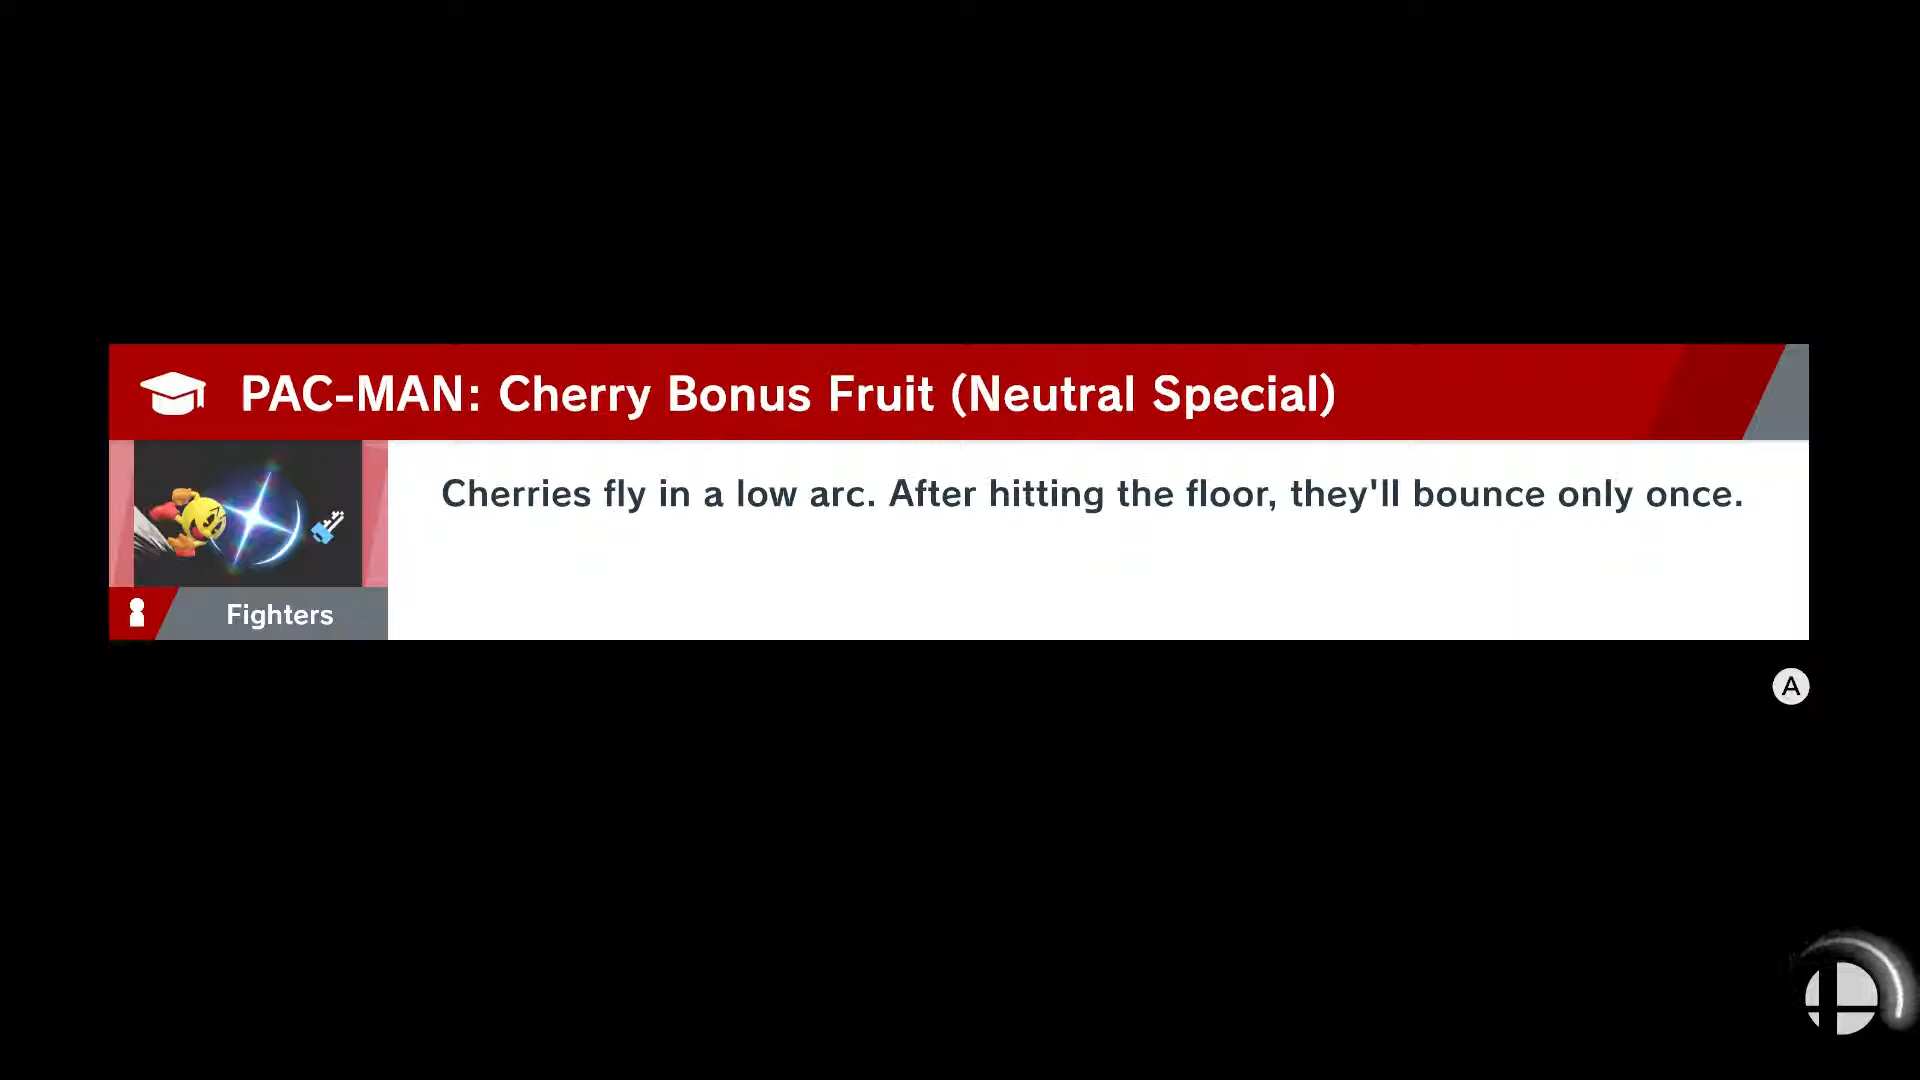 PAC-MAN: Cherry Bonus Fruit (Neutral Special)
Cherries fly in a low arc. After hitting the floor, they'll bounce only once.
Fighters
A